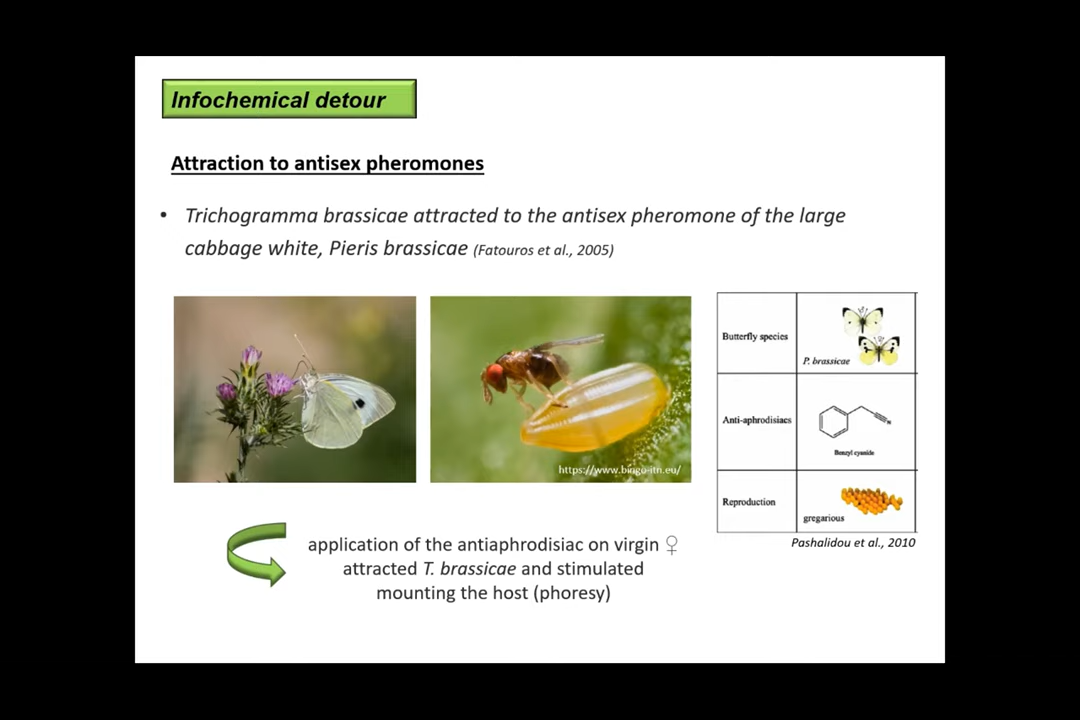 Infochemical detour
Attraction to antisex pheromones
• Trichogramma brassicae attracted to the antisex pheromone of the large
cabbage white, Pieris brassicae (Fatouros et al., 2005)
https://www.bingo-itn.eu/
Butterfly species
P. brassicae
Anti-aphrodisiacs
N
Benzyl cyanide
Reproduction
gregarious
Pashalidou et al., 2010
application of the antiaphrodisiac on virgin ♀
attracted T. brassicae and stimulated
mounting the host (phoresy)